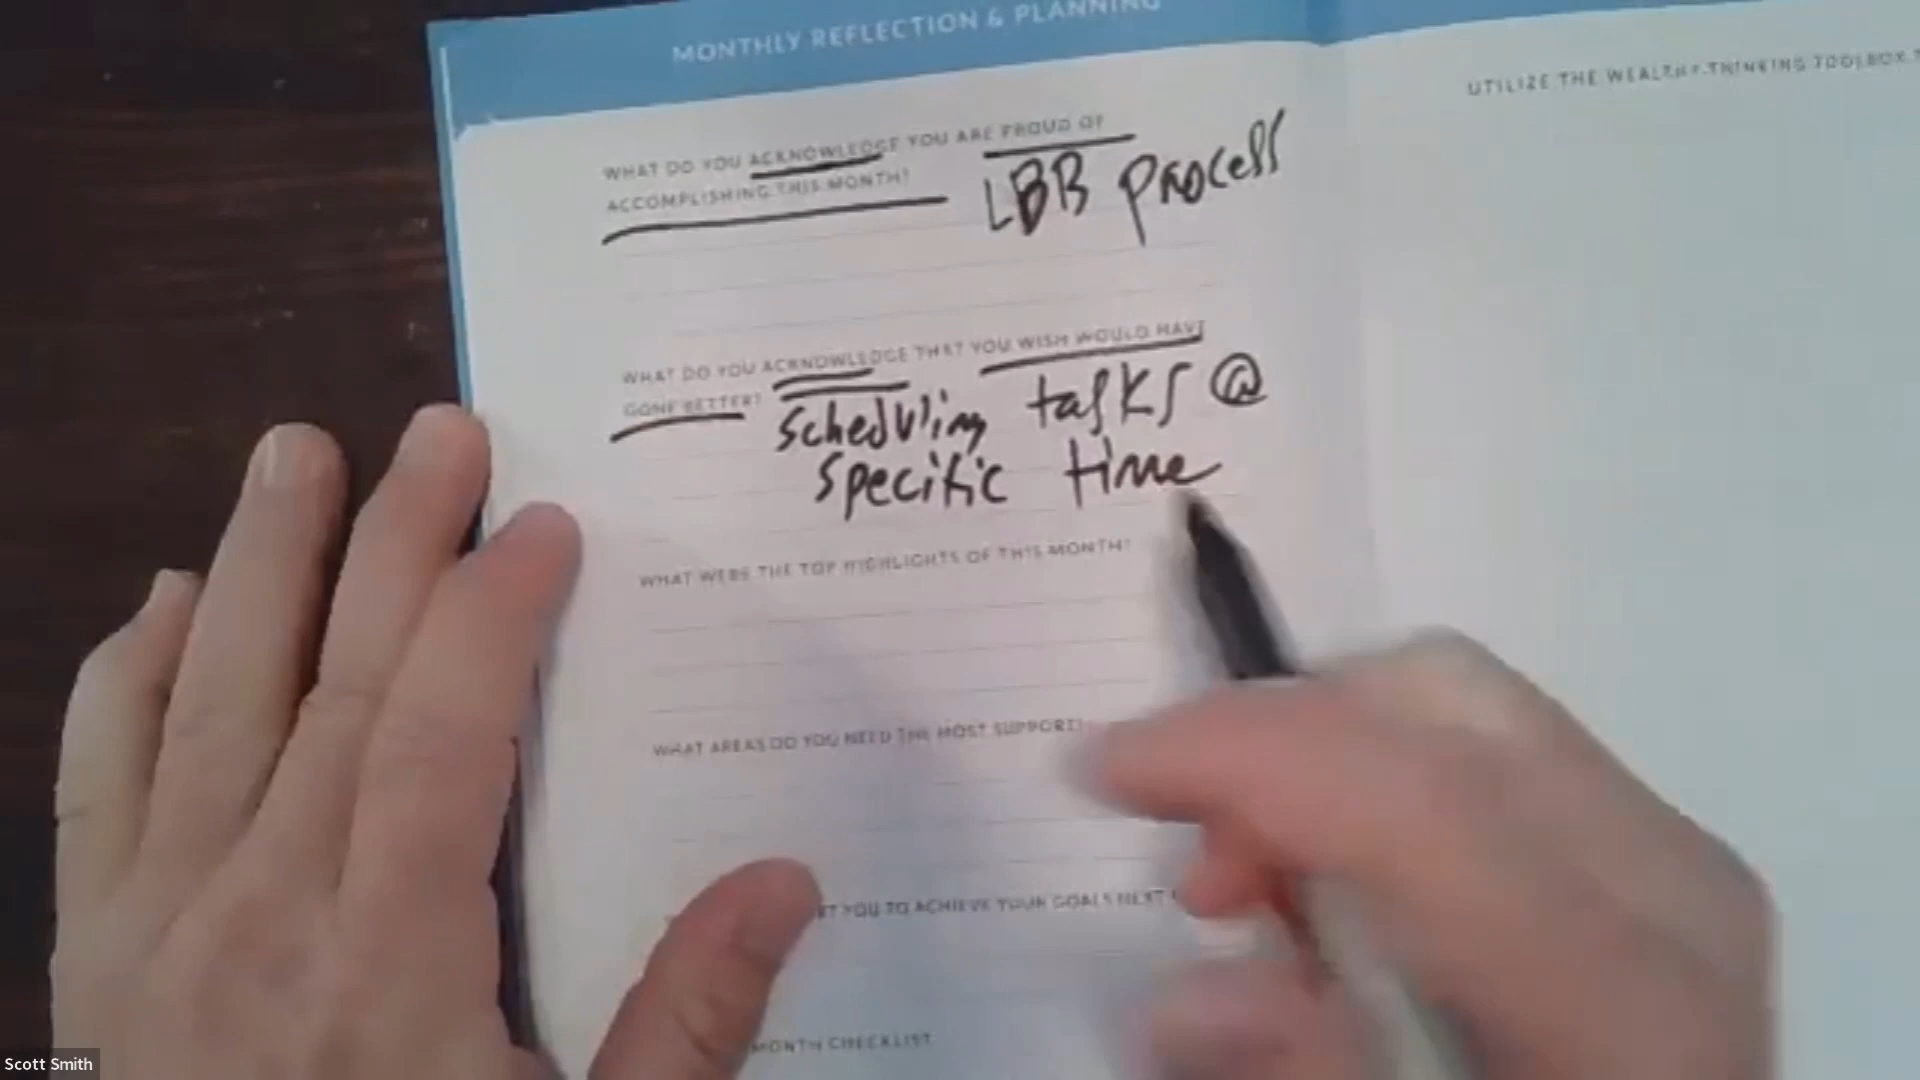 MONTHLY REFLECTION & PLANNING
UTILIZE THE WEALTHY-THINKING TOOLBOX
WHAT DO YOU ACKNOWLEDGE YOU ARE PROUD OF
ACCOMPLISHING THIS MONTH?
LBB process
WHAT DO YOU ACKNOWLEDGE THAT YOU WISH WOULD HAVE
GONE BETTER?
scheduling tasks @
specific time
WHAT WERE THE TOP HIGHLIGHTS OF THIS MONTH?
WHAT AREAS DO YOU NEED THE MOST SUPPORT?
YOU TO ACHIEVE YOUR GOALS NEXT
MONTH CHECKLIST
Scott Smith